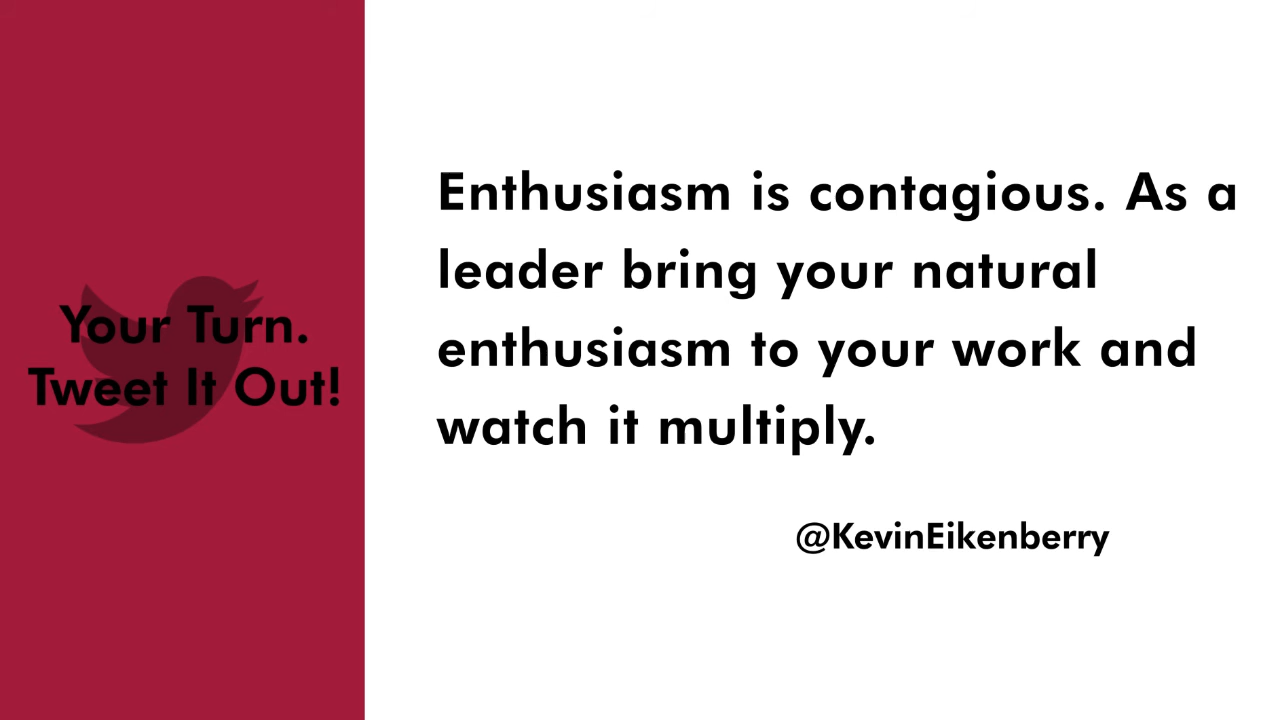 Your Turn.
Tweet It Out!
Enthusiasm is contagious. As a
leader bring your natural
enthusiasm to your work and
watch it multiply.
@KevinEikenberry